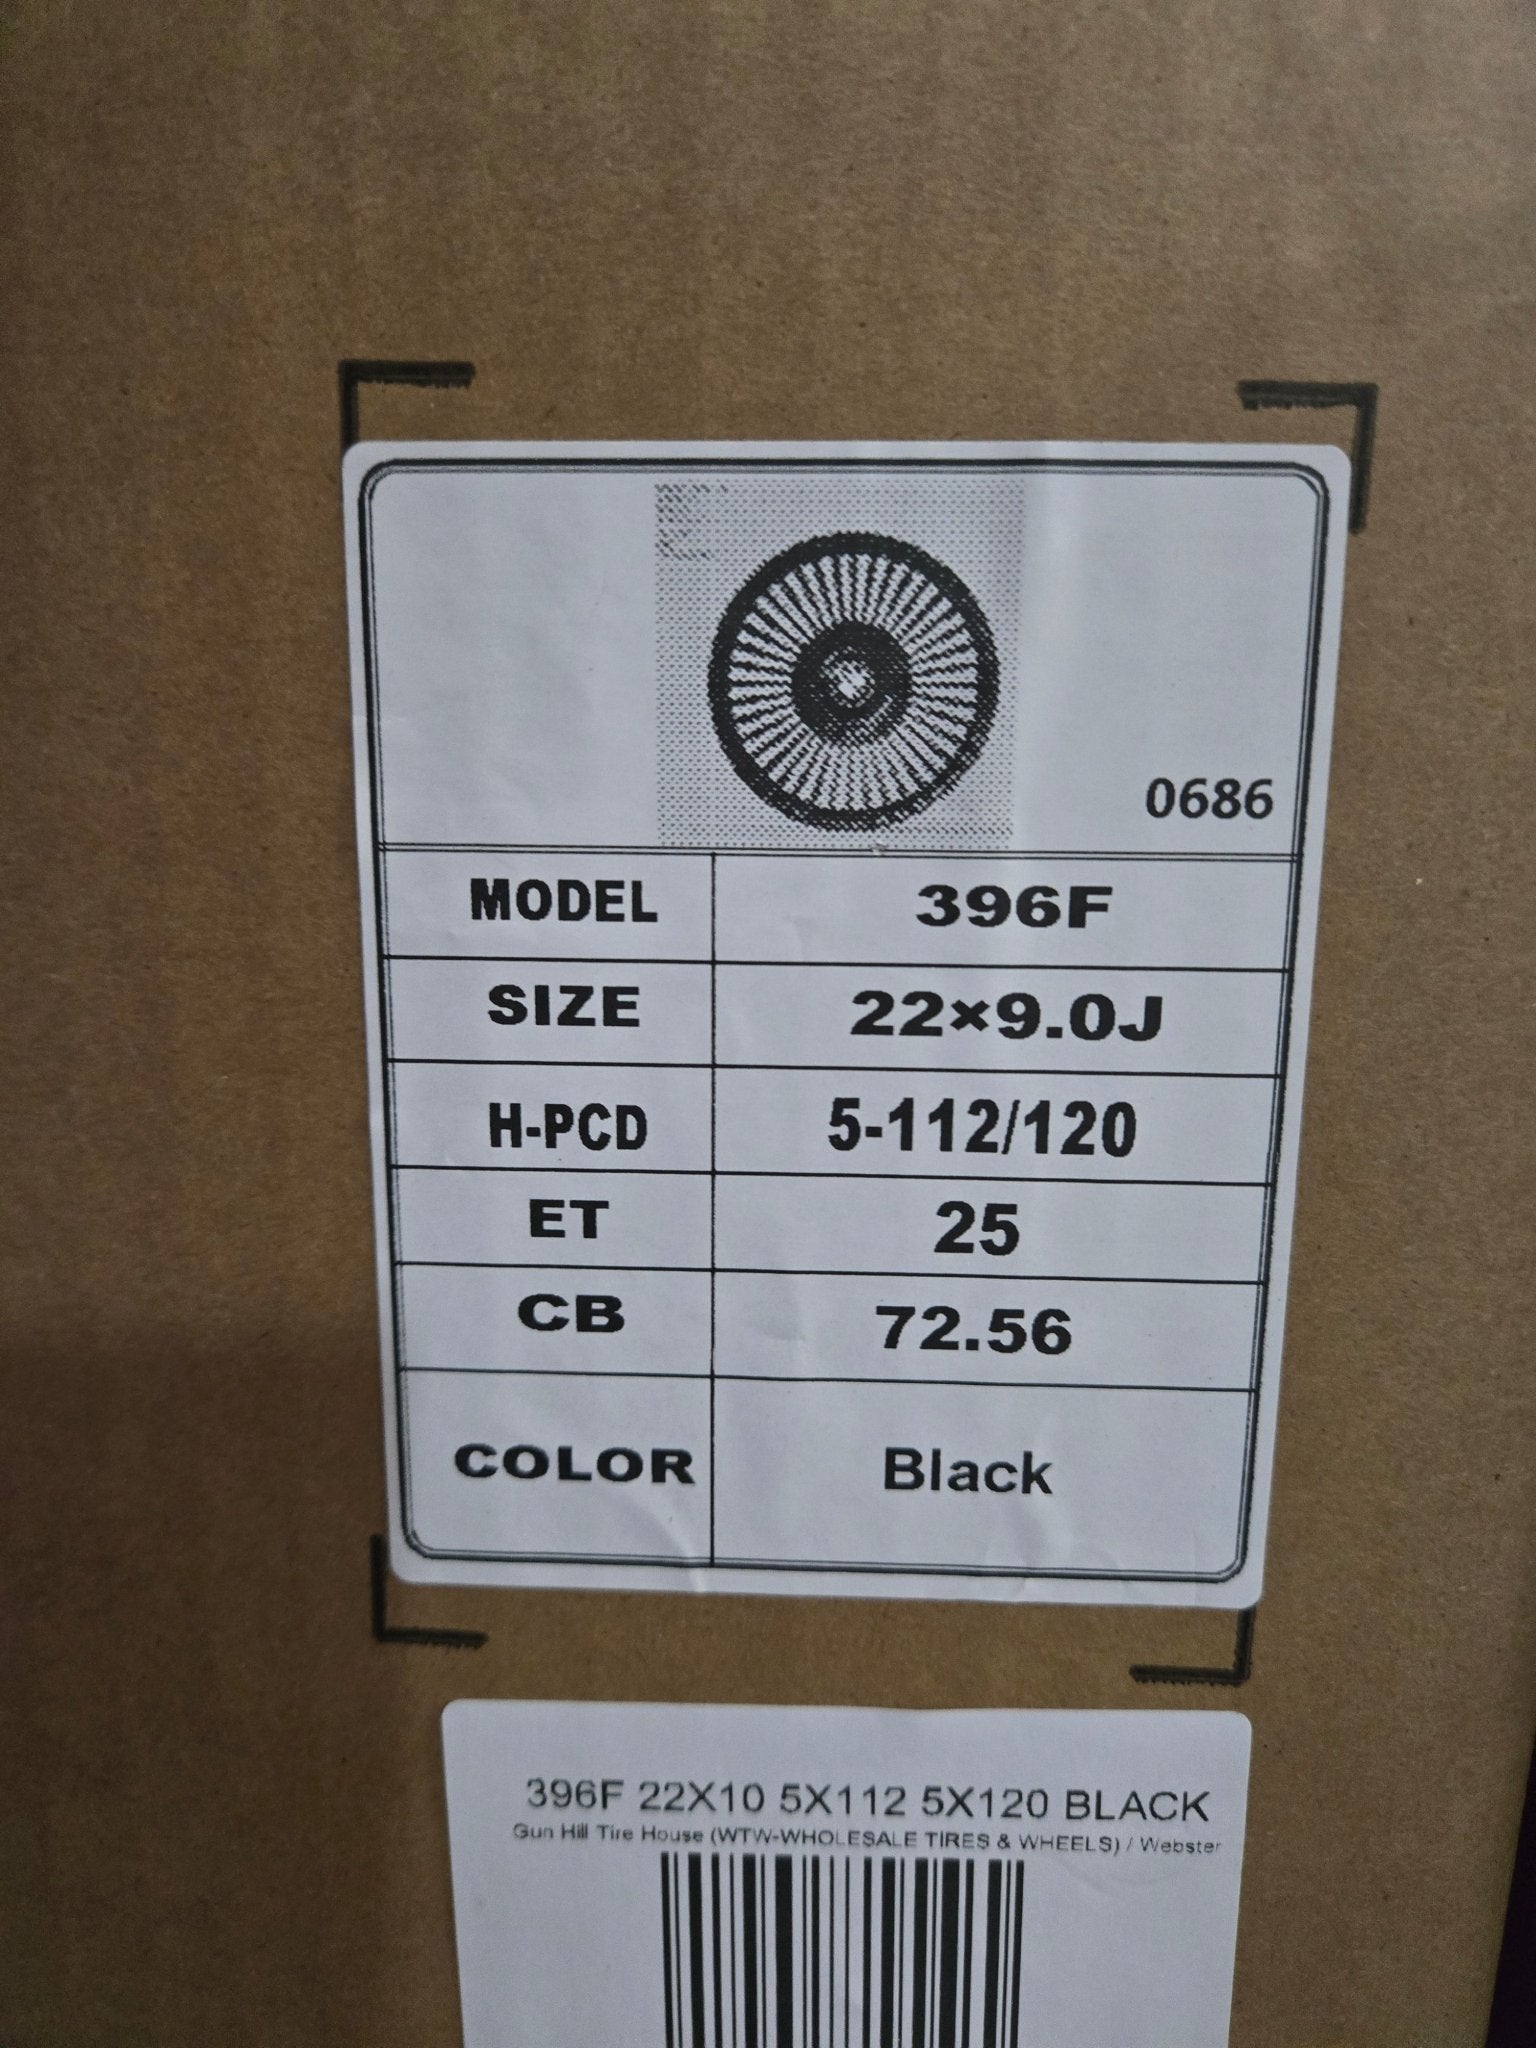 0686
MODEL 396F
SIZE 22×9.0J
H-PCD 5-112/120
ET 25
CB 72.56
COLOR Black
396F 22X10 5X112 5X120 BLACK
Gun Hill Tire House (WTW-WHOLESALE TIRES & WHEELS) / Webster